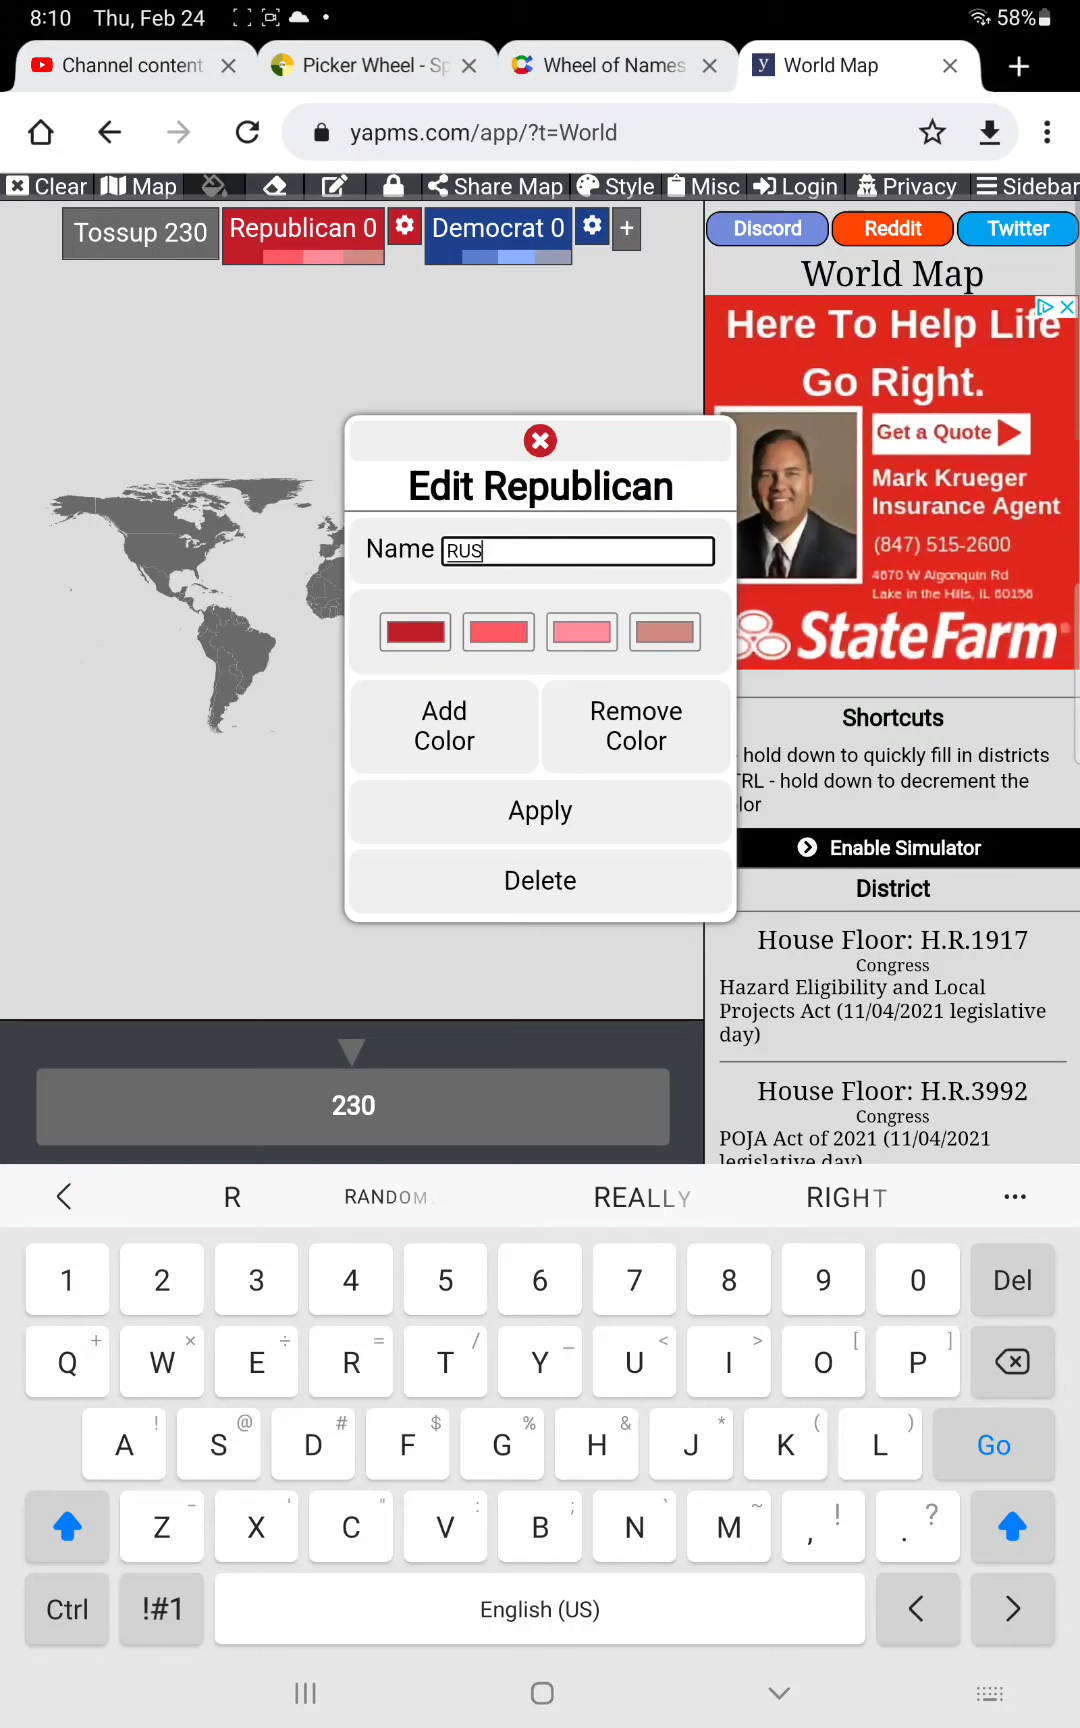 8:10 Thu, Feb 24 58%
Channel content Picker Wheel - Sp Wheel of Names World Map
yapms.com/app/?t=World
Clear Map Share Map Style Misc Login Privacy Sidebar
Tossup 230 Republican 0 Democrat 0 +
Discord Reddit Twitter
World Map
Here To Help Life
Go Right.
Get a Quote
Mark Krueger
Insurance Agent
(847) 515-2600
4670 W Algonquin Rd
Lake in the Hills, IL 60156
StateFarm
Edit Republican
Name RUS
Add Color
Remove Color
Apply
Delete
Shortcuts
- hold down to quickly fill in districts
TRL - hold down to decrement the
lor
Enable Simulator
District
House Floor: H.R.1917
Congress
Hazard Eligibility and Local
Projects Act (11/04/2021 legislative
day)
House Floor: H.R.3992
Congress
POJA Act of 2021 (11/04/2021
legislative day)
230
R RANDOM REALLY RIGHT ...
1 2 3 4 5 6 7 8 9 0 Del
+ × ÷ = / _ < > [ ]
Q W E R T Y U I O P
! @ # $ % & * ( )
A S D F G H J K L Go
- ' " : ; ` ~ ! ?
Z X C V B N M , .
Ctrl !#1 English (US) < >